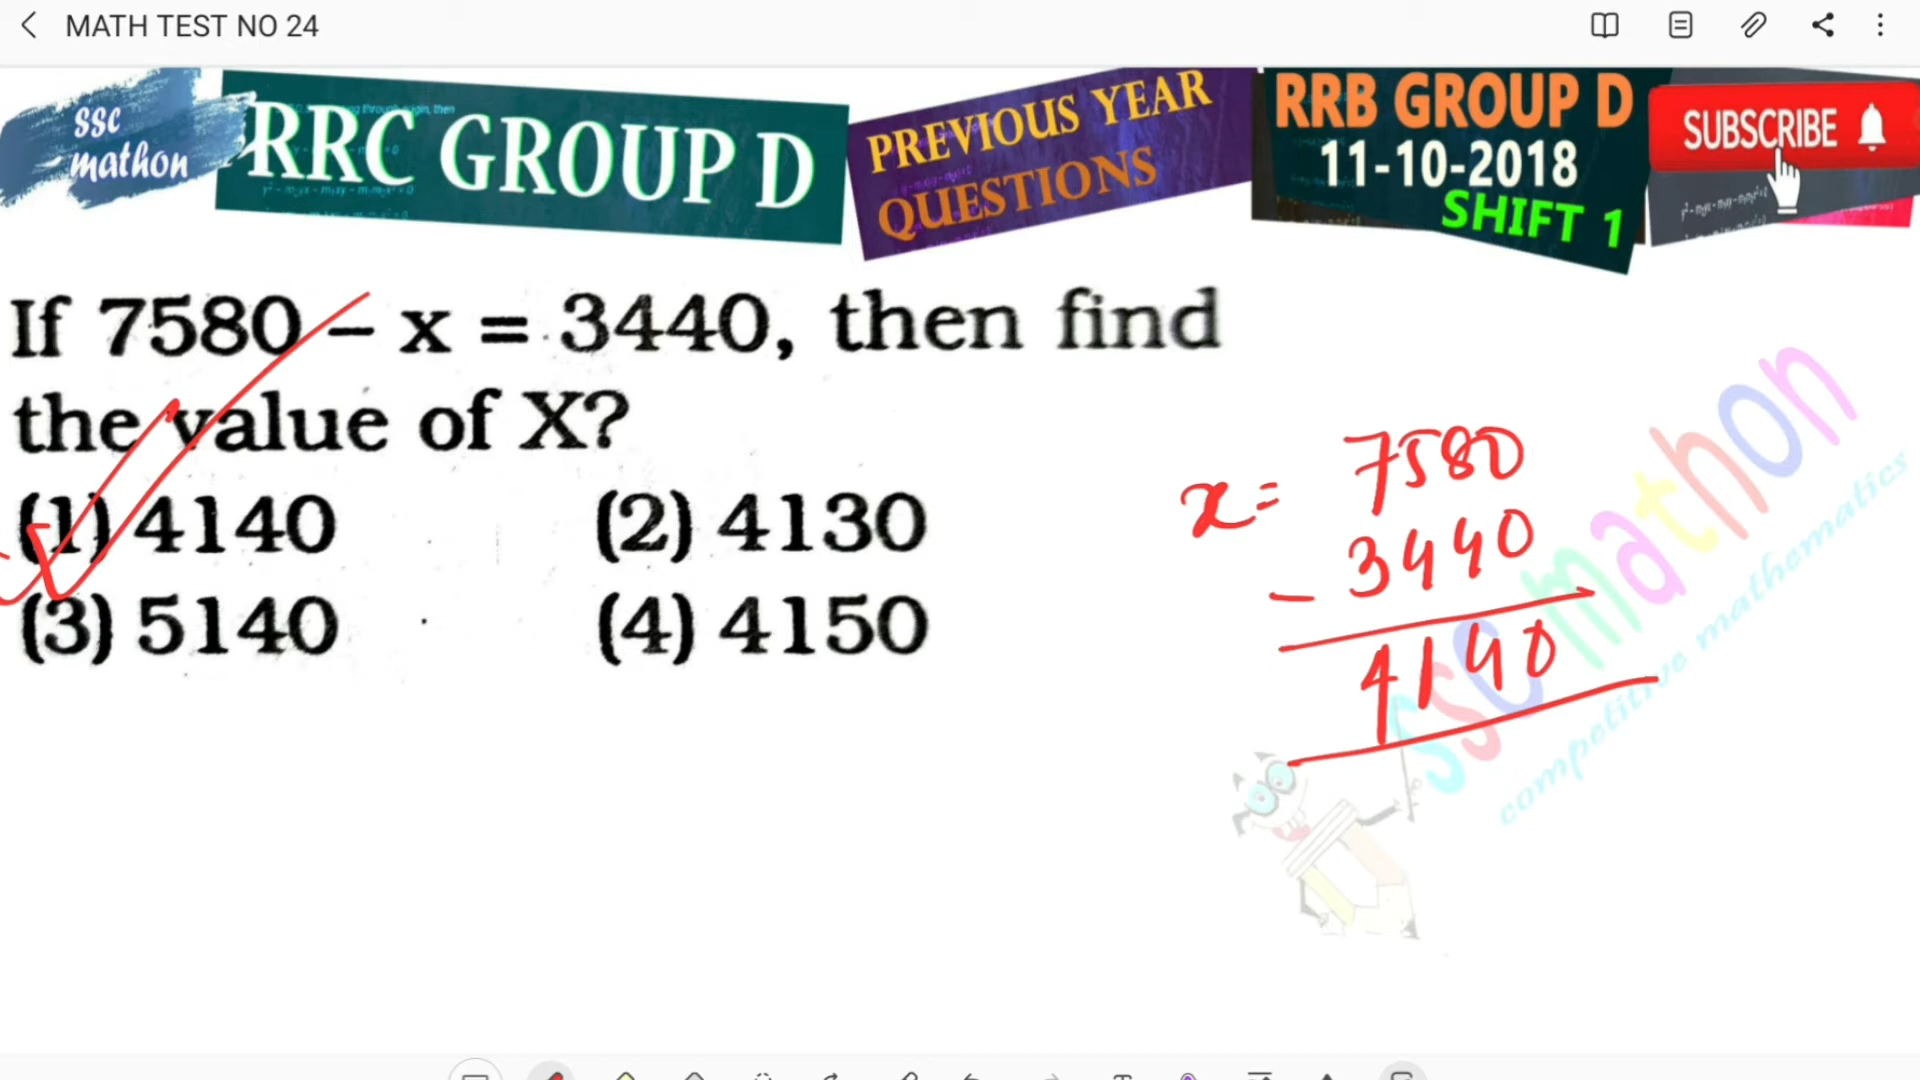 MATH TEST NO 24
ssc
mathon
RRC GROUP D
PREVIOUS YEAR
QUESTIONS
RRB GROUP D
11-10-2018
SHIFT 1
SUBSCRIBE
If 7580 – x = 3440, then find
the value of X?
(1) 4140 (2) 4130
(3) 5140 (4) 4150
x = 7580
– 3440
4140
ssc mathon
competitive mathematics